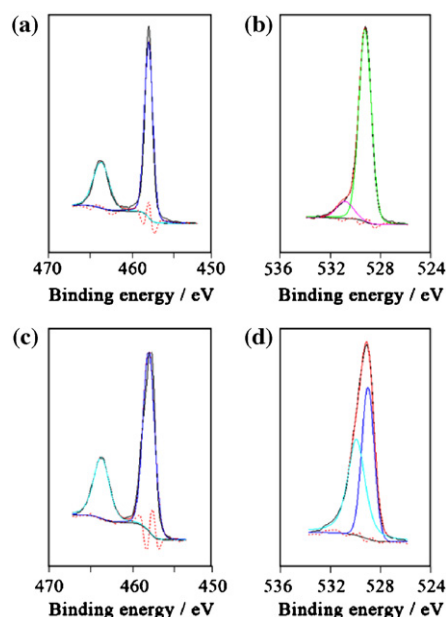 (a) (b)
470 460 450 536 532 528 524
Binding energy / eV Binding energy / eV
(c) (d)
470 460 450 536 532 528 524
Binding energy / eV Binding energy / eV